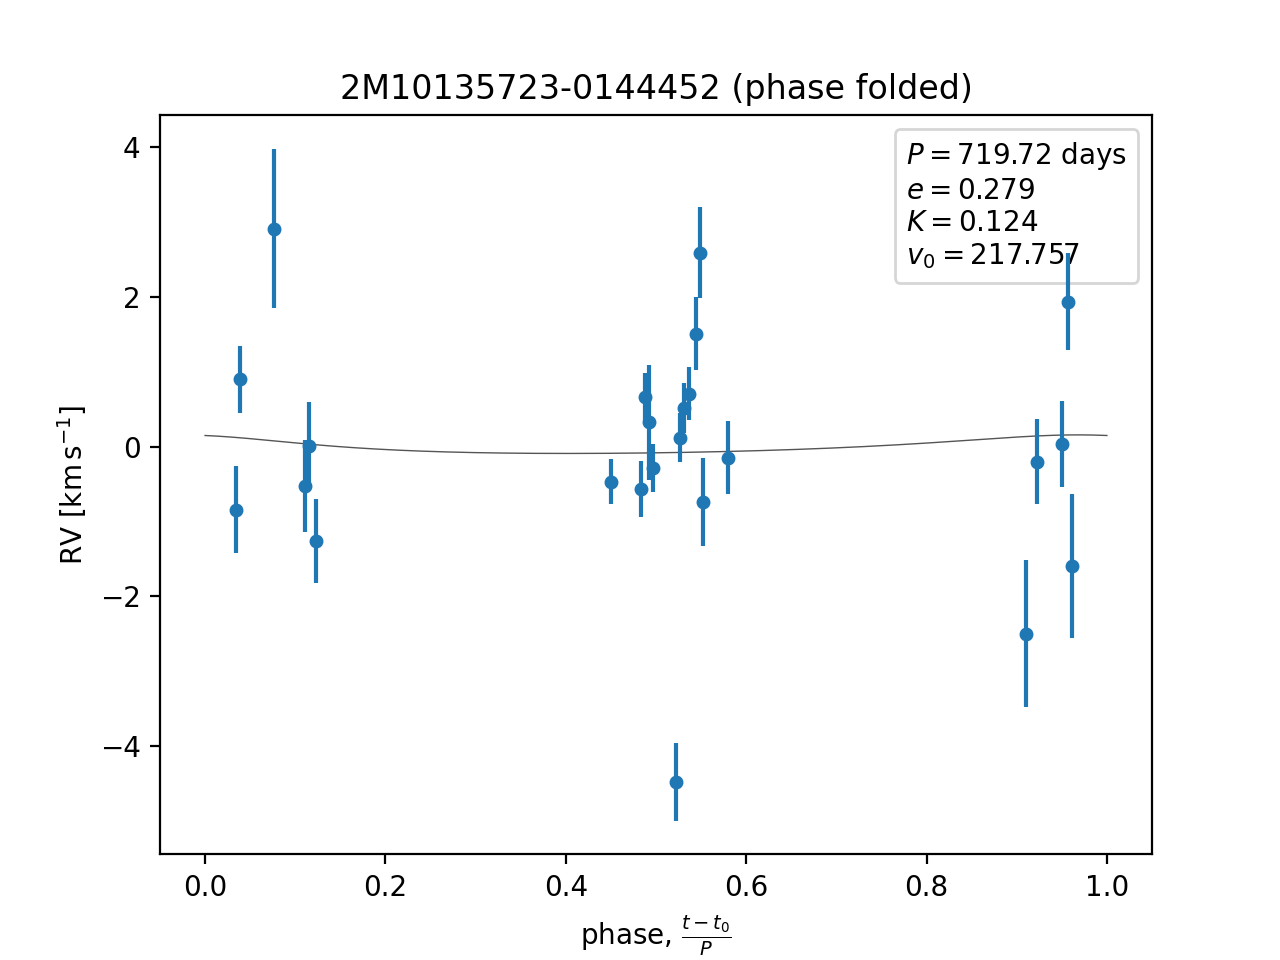 2M10135723-0144452 (phase folded)
P = 719.72 days
e = 0.279
K = 0.124
v₀ = 217.757
4
2
0
−2
−4
RV [km s⁻¹]
0.0 0.2 0.4 0.6 0.8 1.0
phase, (t − t₀)/P